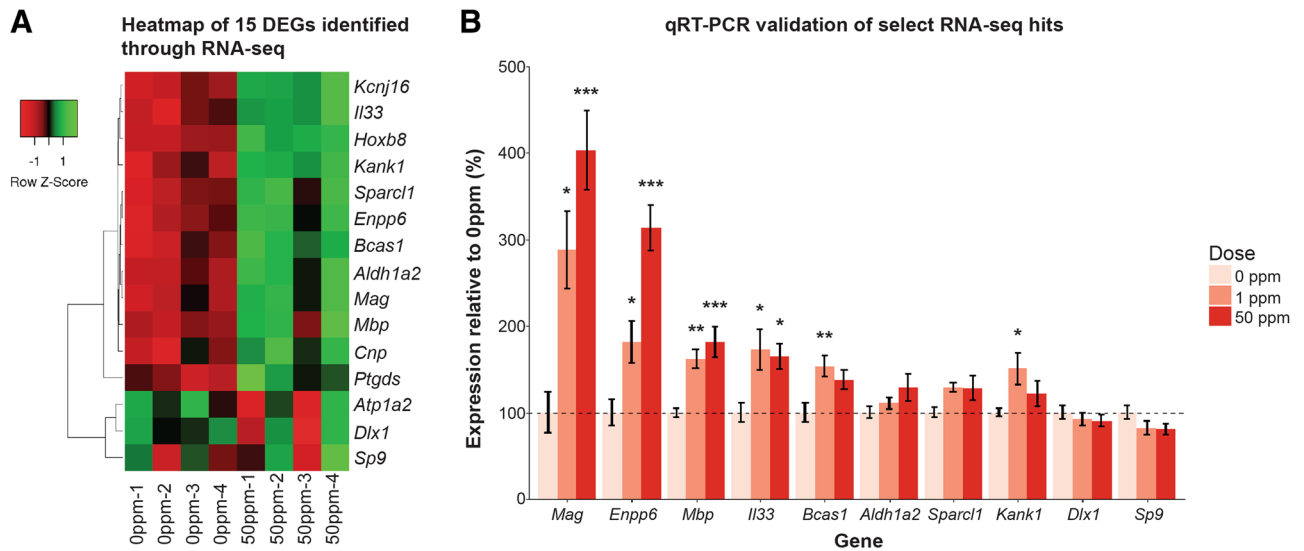 A
Heatmap of 15 DEGs identified
through RNA-seq
-1 1
Row Z-Score
Kcnj16
Il33
Hoxb8
Kank1
Sparcl1
Enpp6
Bcas1
Aldh1a2
Mag
Mbp
Cnp
Ptgds
Atp1a2
Dlx1
Sp9
0ppm-1
0ppm-2
0ppm-3
0ppm-4
50ppm-1
50ppm-2
50ppm-3
50ppm-4
B
qRT-PCR validation of select RNA-seq hits
Expression relative to 0ppm (%)
500
400
300
200
100
0
* ***
* ***
** ***
* *
**
*
Mag Enpp6 Mbp Il33 Bcas1 Aldh1a2 Sparcl1 Kank1 Dlx1 Sp9
Gene
Dose
0 ppm
1 ppm
50 ppm